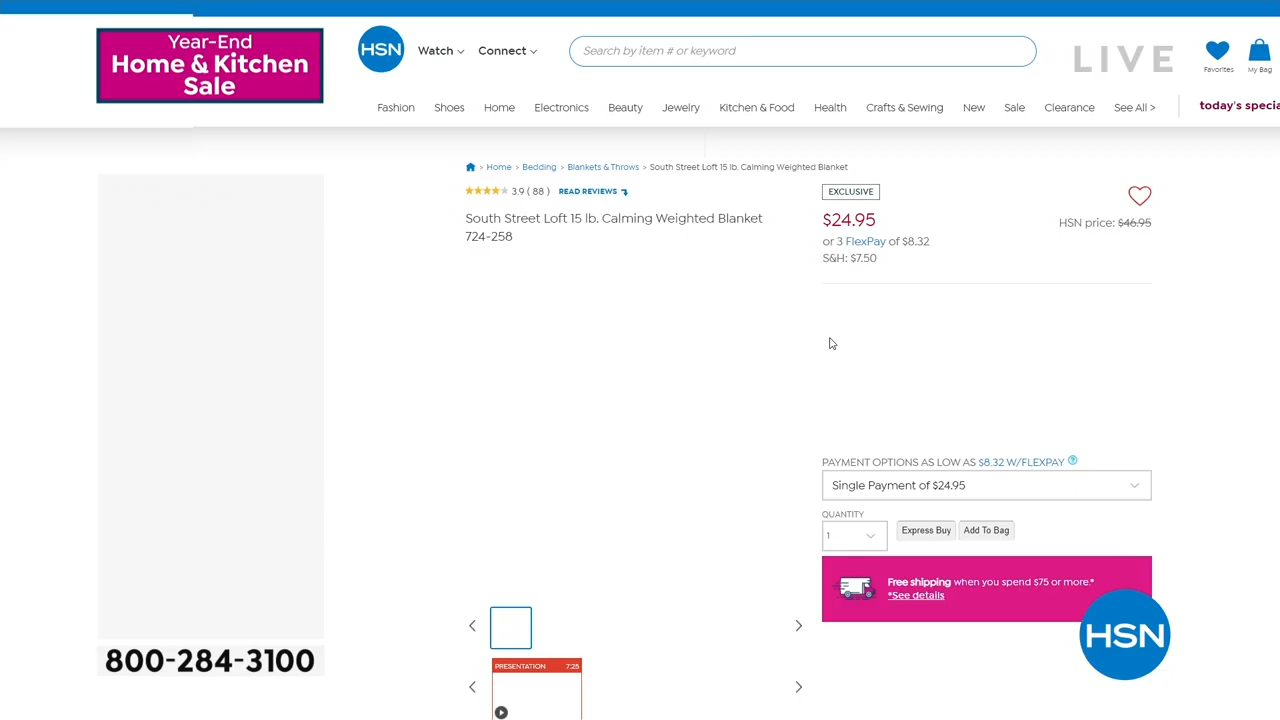 Year-End
Home & Kitchen
Sale
HSN
Watch
Connect
Search by item # or keyword
LIVE
Favorites
My Bag
Fashion
Shoes
Home
Electronics
Beauty
Jewelry
Kitchen & Food
Health
Crafts & Sewing
New
Sale
Clearance
See All >
today's specia
> Home > Bedding > Blankets & Throws > South Street Loft 15 lb. Calming Weighted Blanket
3.9 ( 88 ) READ REVIEWS
South Street Loft 15 lb. Calming Weighted Blanket
724-258
EXCLUSIVE
$24.95
HSN price: $46.95
or 3 FlexPay of $8.32
S&H: $7.50
PAYMENT OPTIONS AS LOW AS $8.32 W/FLEXPAY ?
Single Payment of $24.95
QUANTITY
1
Express Buy
Add To Bag
Free shipping when you spend $75 or more.*
*See details
HSN
PRESENTATION 7:25
800-284-3100